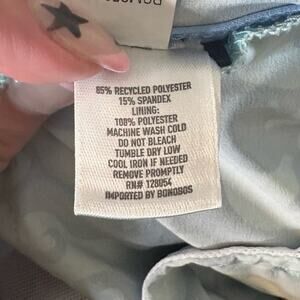 85% RECYCLED POLYESTER
15% SPANDEX
LINING:
100% POLYESTER
MACHINE WASH COLD
DO NOT BLEACH
TUMBLE DRY LOW
COOL IRON IF NEEDED
REMOVE PROMPTLY
RN# 128054
IMPORTED BY BONOBOS